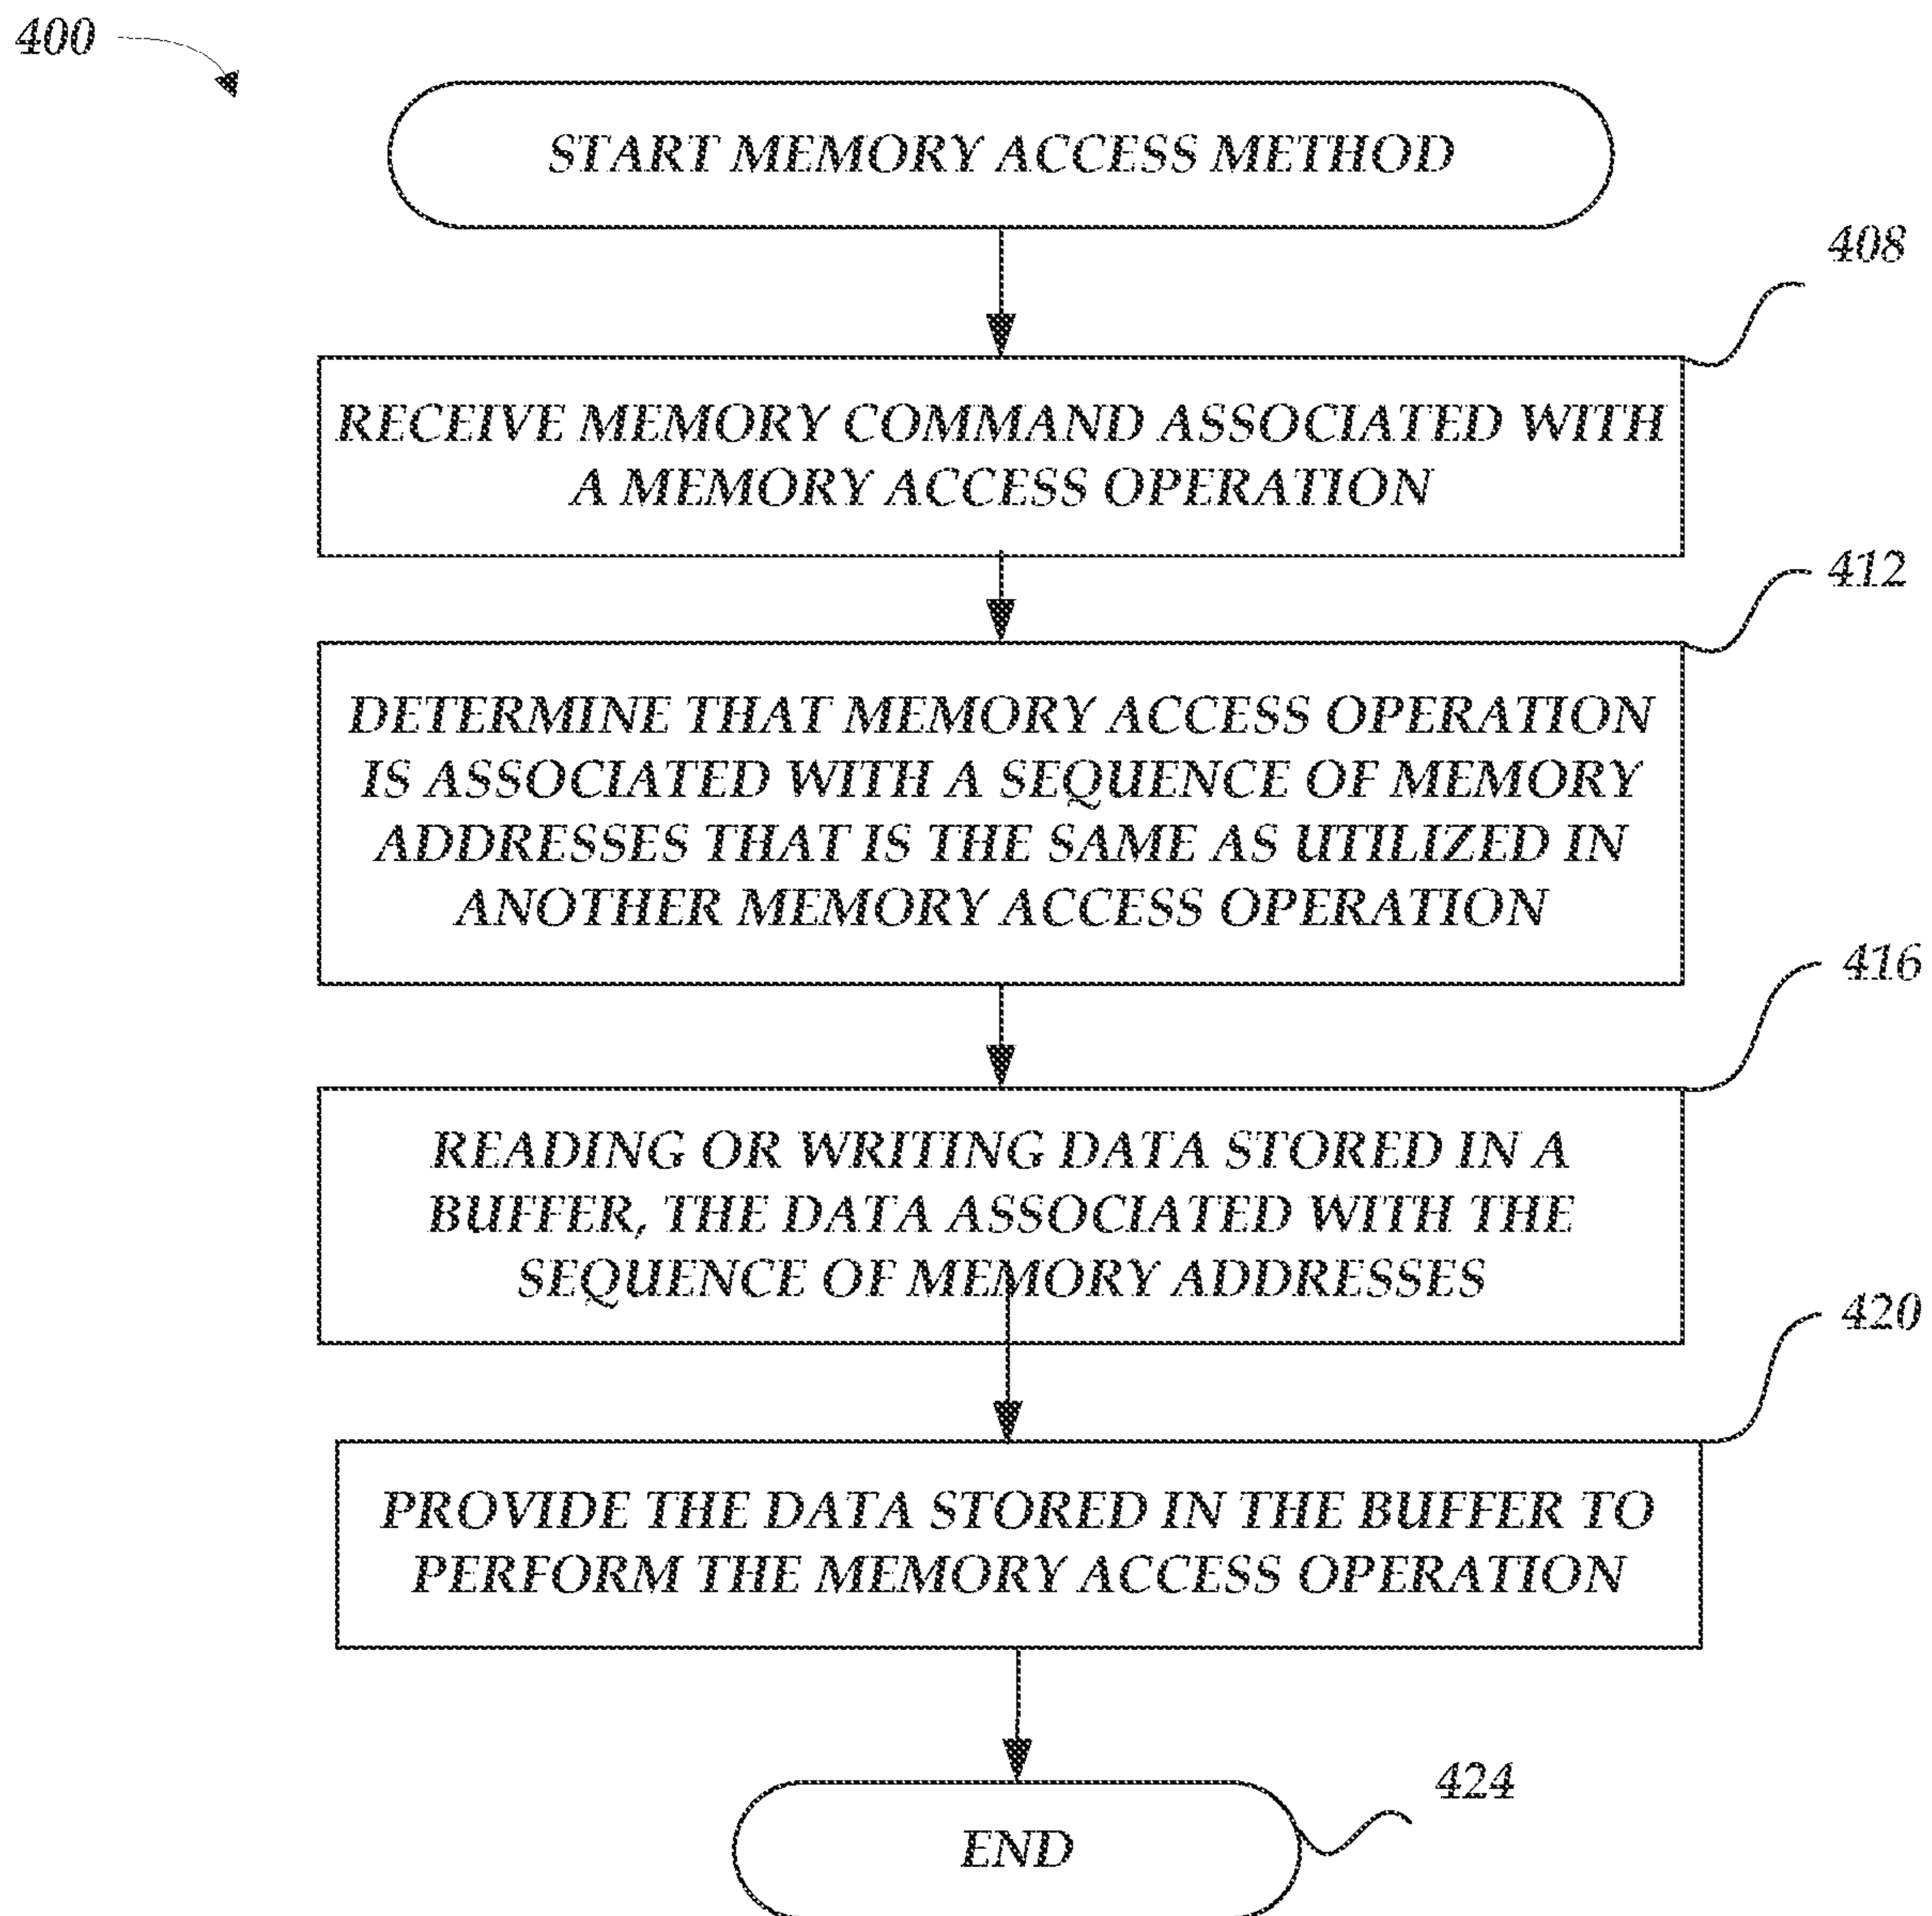 400
START MEMORY ACCESS METHOD
408
RECEIVE MEMORY COMMAND ASSOCIATED WITH
A MEMORY ACCESS OPERATION
412
DETERMINE THAT MEMORY ACCESS OPERATION
IS ASSOCIATED WITH A SEQUENCE OF MEMORY
ADDRESSES THAT IS THE SAME AS UTILIZED IN
ANOTHER MEMORY ACCESS OPERATION
416
READING OR WRITING DATA STORED IN A
BUFFER, THE DATA ASSOCIATED WITH THE
SEQUENCE OF MEMORY ADDRESSES
420
PROVIDE THE DATA STORED IN THE BUFFER TO
PERFORM THE MEMORY ACCESS OPERATION
424
END